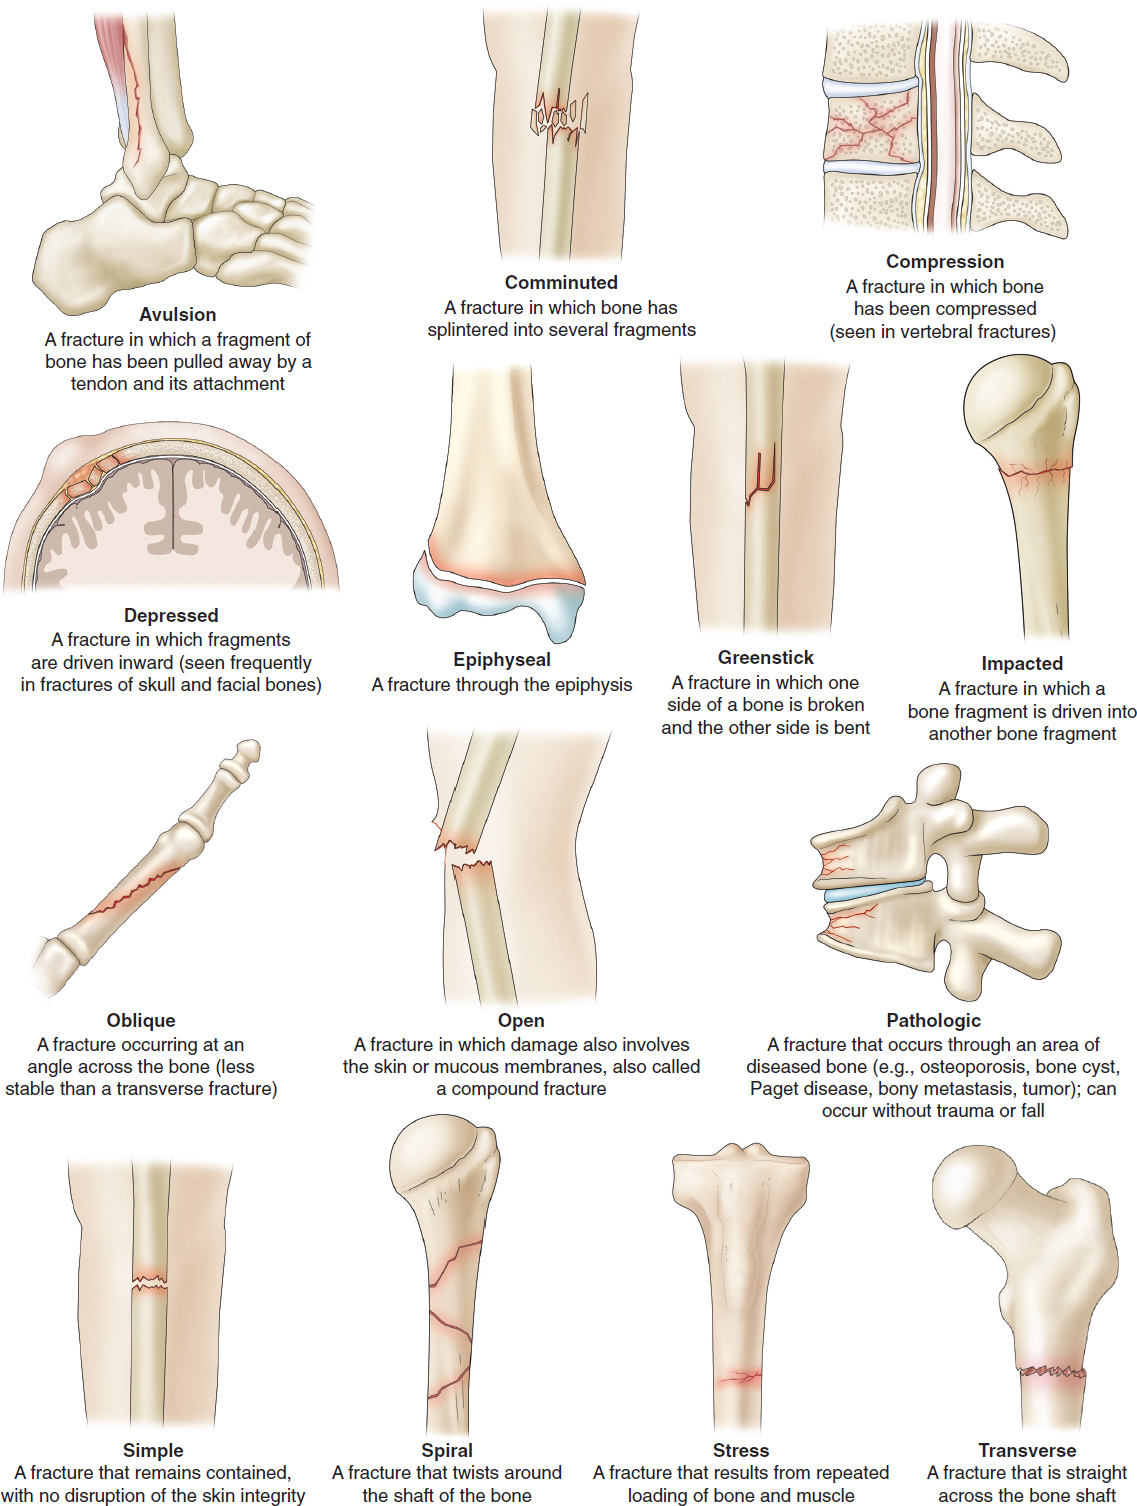 Avulsion
A fracture in which a fragment of
bone has been pulled away by a
tendon and its attachment
Comminuted
A fracture in which bone has
splintered into several fragments
Compression
A fracture in which bone
has been compressed
(seen in vertebral fractures)
Depressed
A fracture in which fragments
are driven inward (seen frequently
in fractures of skull and facial bones)
Epiphyseal
A fracture through the epiphysis
Greenstick
A fracture in which one
side of a bone is broken
and the other side is bent
Impacted
A fracture in which a
bone fragment is driven into
another bone fragment
Oblique
A fracture occurring at an
angle across the bone (less
stable than a transverse fracture)
Open
A fracture in which damage also involves
the skin or mucous membranes, also called
a compound fracture
Pathologic
A fracture that occurs through an area of
diseased bone (e.g., osteoporosis, bone cyst,
Paget disease, bony metastasis, tumor); can
occur without trauma or fall
Simple
A fracture that remains contained,
with no disruption of the skin integrity
Spiral
A fracture that twists around
the shaft of the bone
Stress
A fracture that results from repeated
loading of bone and muscle
Transverse
A fracture that is straight
across the bone shaft